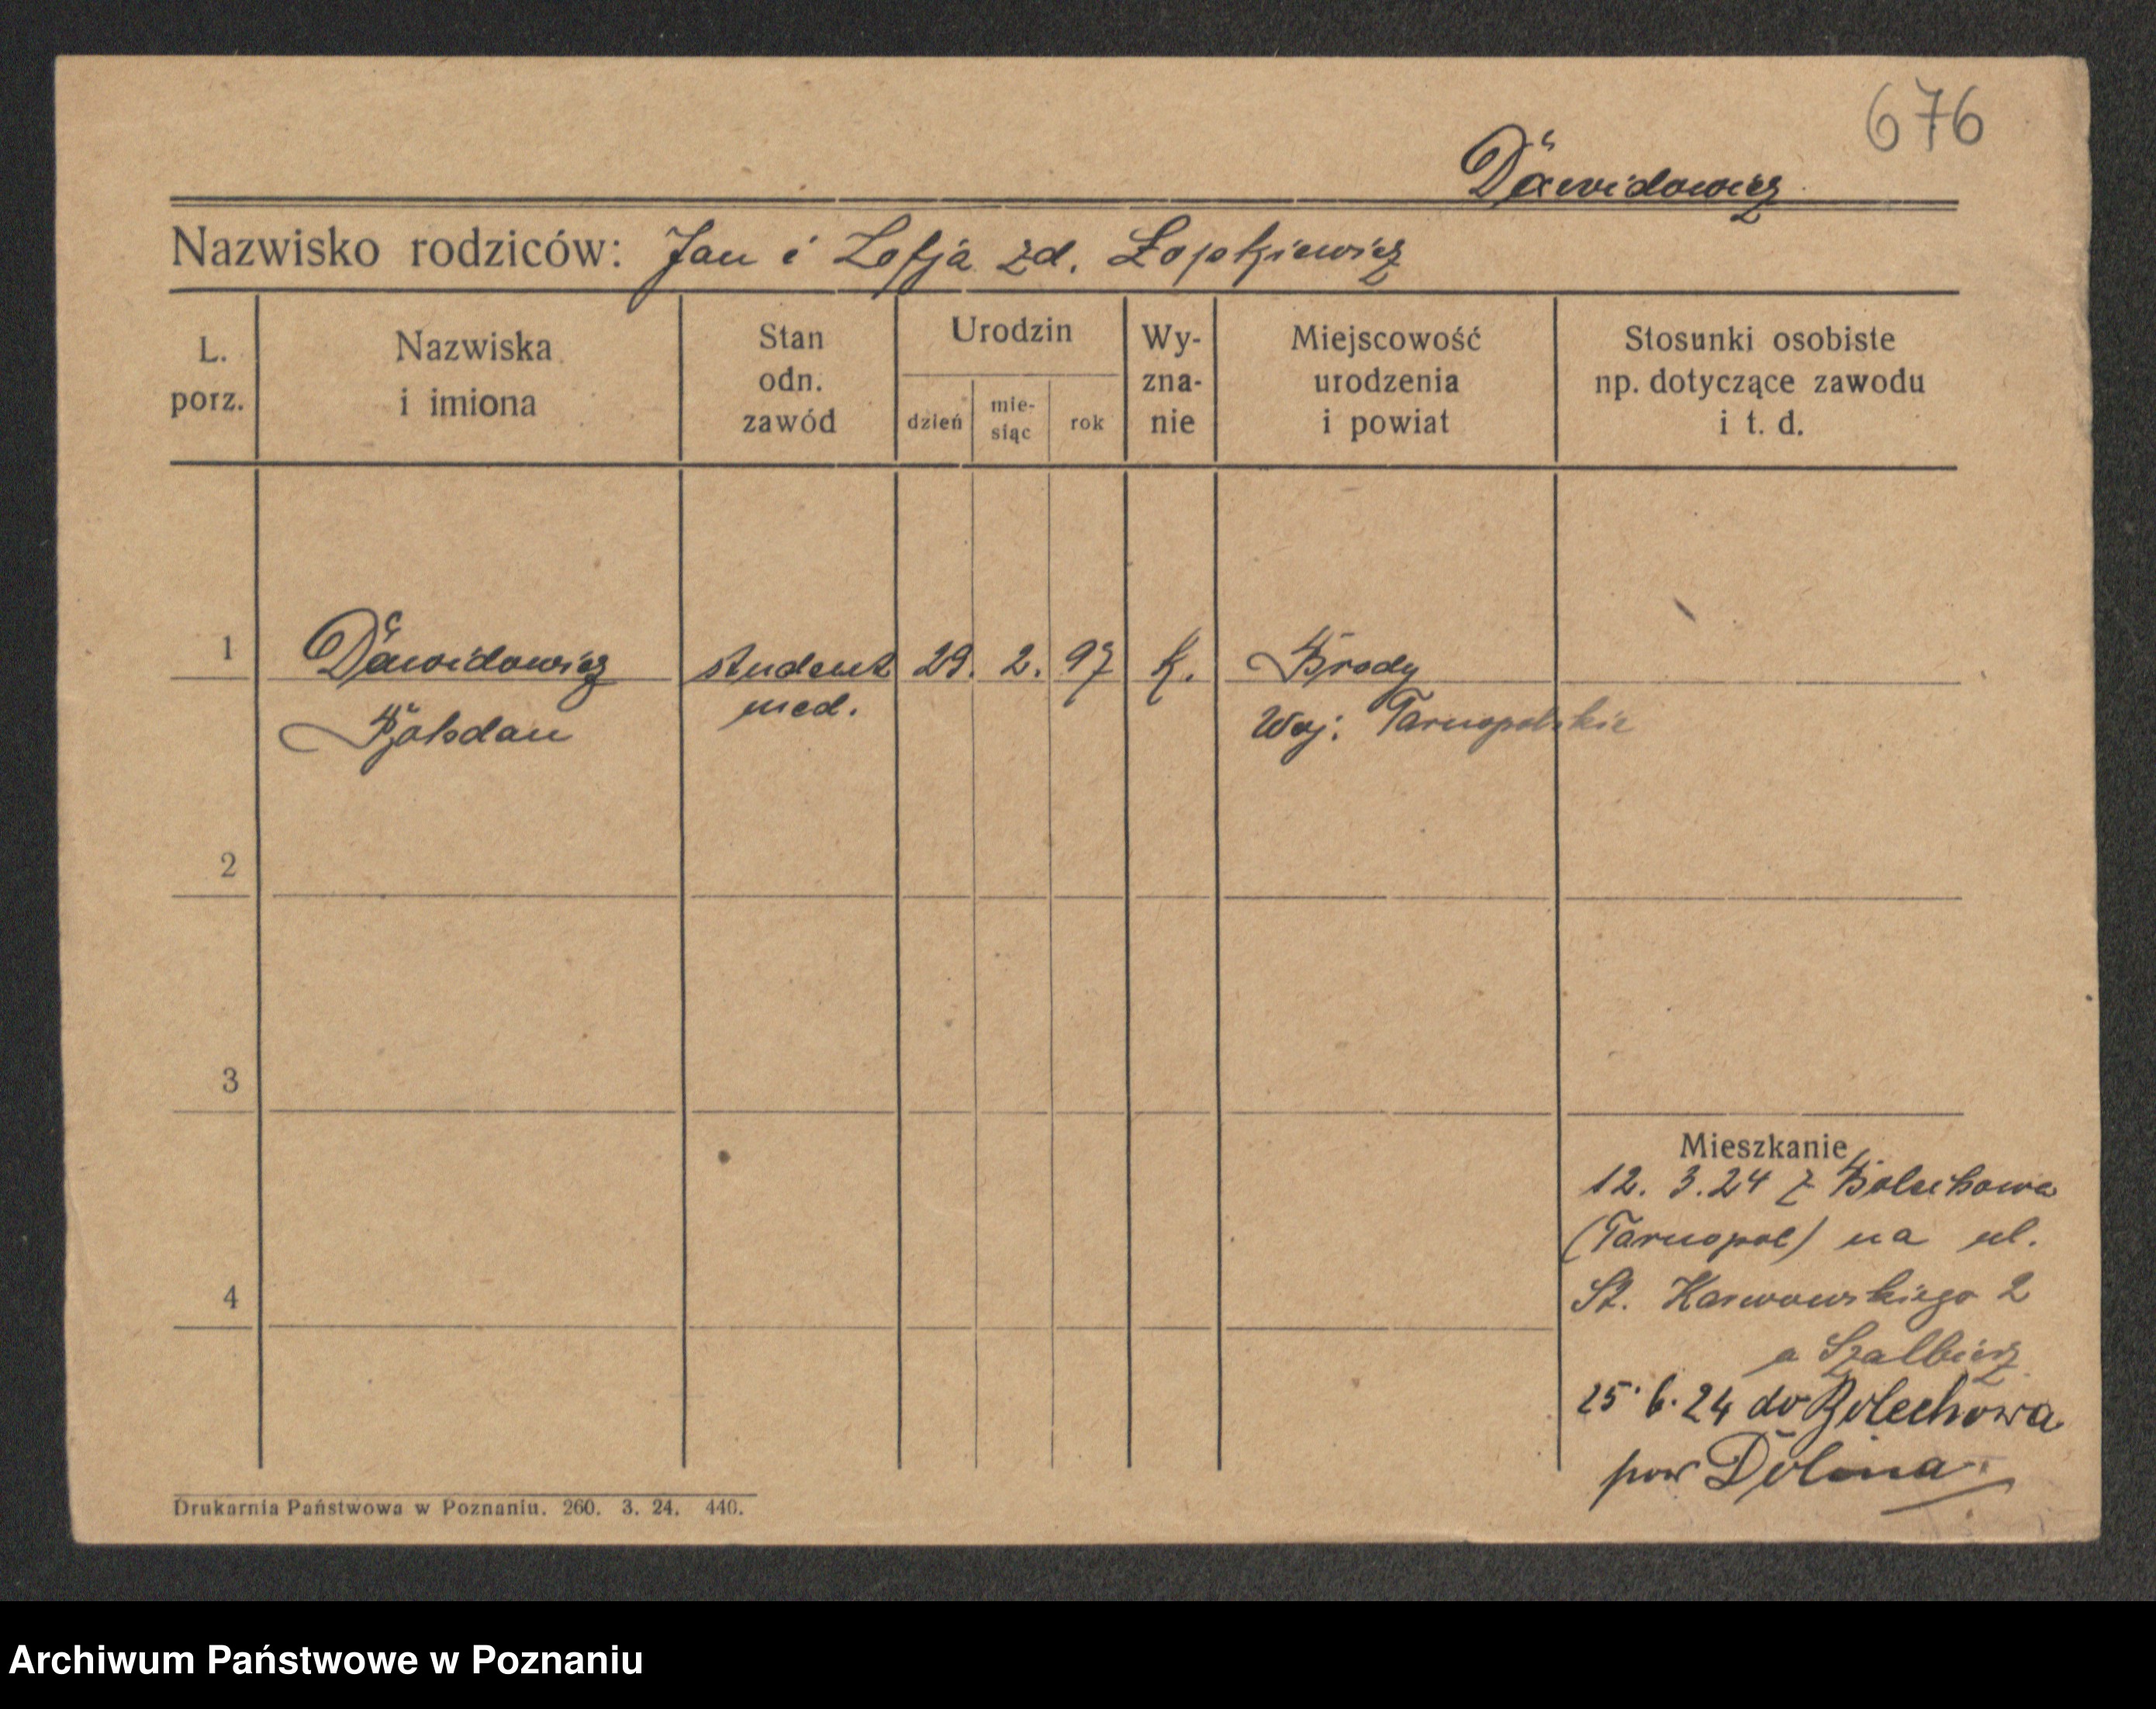 676
Dawidowicz
Nazwisko rodziców: Jan i Zofja zd.
L. porz.
Nazwiska i imiona
Stan odn. zawód
Urodzin
dzień
mie-
siąc
rok
Wy-
zna-
nie
Miejscowość urodzenia i powiat
Stosunki osobiste np. dotyczące zawodu i t. d.
1 Dawidowicz student 29. 2. 97 k. Brody
Bohdan med. Woj. Tarnopolskie
2
3
4
Mieszkanie
12. 3. 24 z Bolechowa
(Tarnopol) na ul.
St. Karwowskiego 2
25 6. 24 do Bolechowa
pow Dolina
Drukarnia Państwowa w Poznaniu. 260. 3. 24. 440.
Archiwum Państwowe w Poznaniu